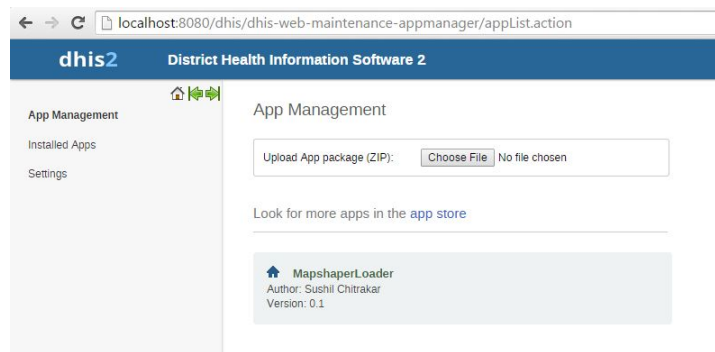 localhost:8080/dhis/dhis-web-maintenance-appmanager/appList.action
dhis2 District Health Information Software 2
App Management
Installed Apps
Settings
App Management
Upload App package (ZIP): Choose File No file chosen
Look for more apps in the app store
MapshaperLoader
Author: Sushil Chitrakar
Version: 0.1